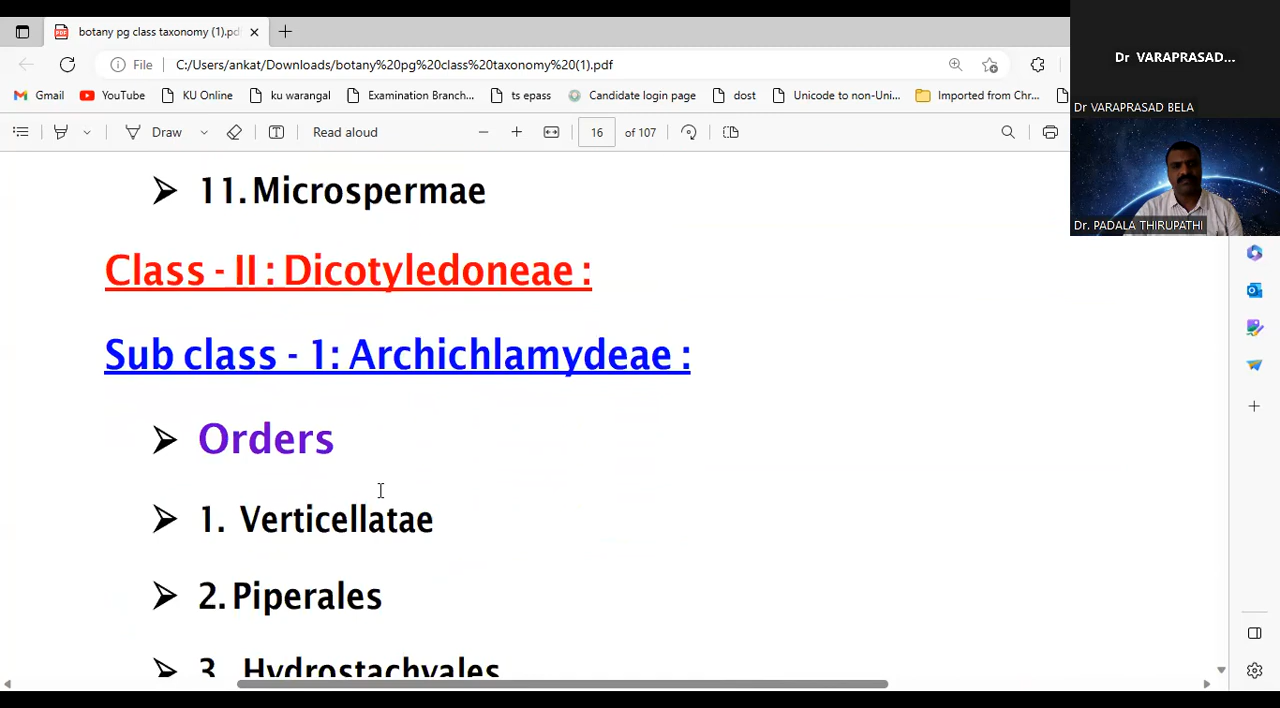 botany pg class taxonomy (1).pd
File C:/Users/ankat/Downloads/botany%20pg%20class%20taxonomy%20(1).pdf
Gmail YouTube KU Online ku warangal Examination Branch... ts epass Candidate login page dost Unicode to non-Uni... Imported from Chr...
Draw Read aloud 16 of 107
Dr VARAPRASAD...
Dr VARAPRASAD BELA
Dr. PADALA THIRUPATHI
11. Microspermae
Class - II : Dicotyledoneae :
Sub class - 1: Archichlamydeae :
Orders
1. Verticellatae
2. Piperales
3. Hydrostachyales